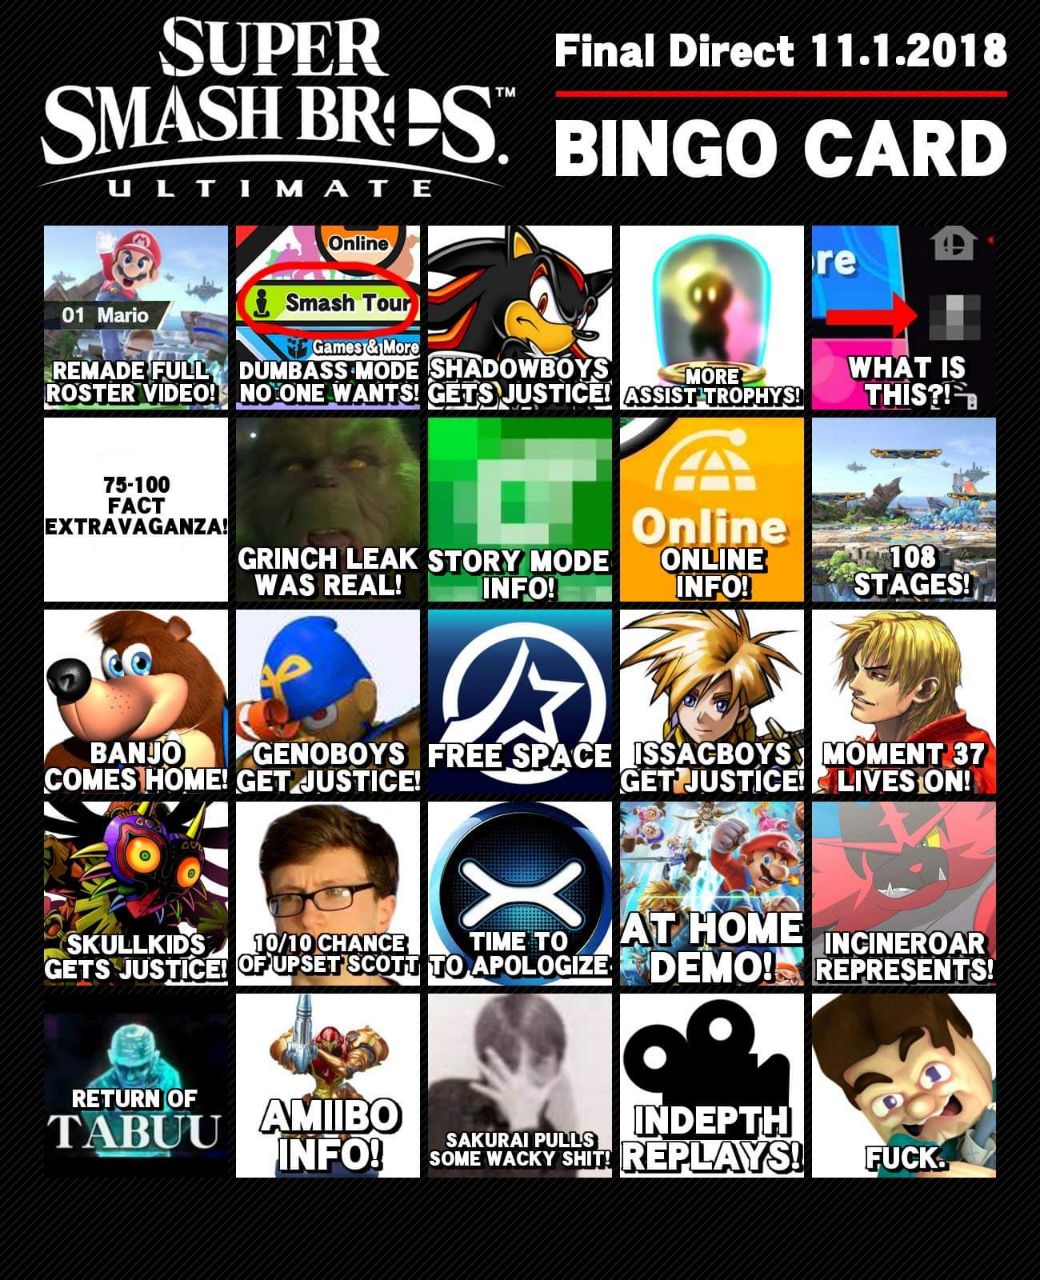 SUPER
SMASH BROS.™
ULTIMATE
Final Direct 11.1.2018
BINGO CARD
01 Mario
REMADE FULL
ROSTER VIDEO!
Online
Smash Tour
Games & More
DUMBASS MODE
NO ONE WANTS!
SHADOWBOYS
GETS JUSTICE!
MORE
ASSIST TROPHYS!
re
WHAT IS
THIS?!
75-100
FACT
EXTRAVAGANZA!
GRINCH LEAK
WAS REAL!
STORY MODE
INFO!
Online
ONLINE
INFO!
108
STAGES!
BANJO
COMES HOME!
GENOBOYS
GET JUSTICE!
FREE SPACE
ISSACBOYS
GET JUSTICE!
MOMENT 37
LIVES ON!
SKULLKIDS
GETS JUSTICE!
10/10 CHANCE
OF UPSET SCOTT
TIME TO
TO APOLOGIZE
AT HOME
DEMO!
INCINEROAR
REPRESENTS!
RETURN OF
TABUU
AMIIBO
INFO!
SAKURAI PULLS
SOME WACKY SHIT!
INDEPTH
REPLAYS!
FUCK.